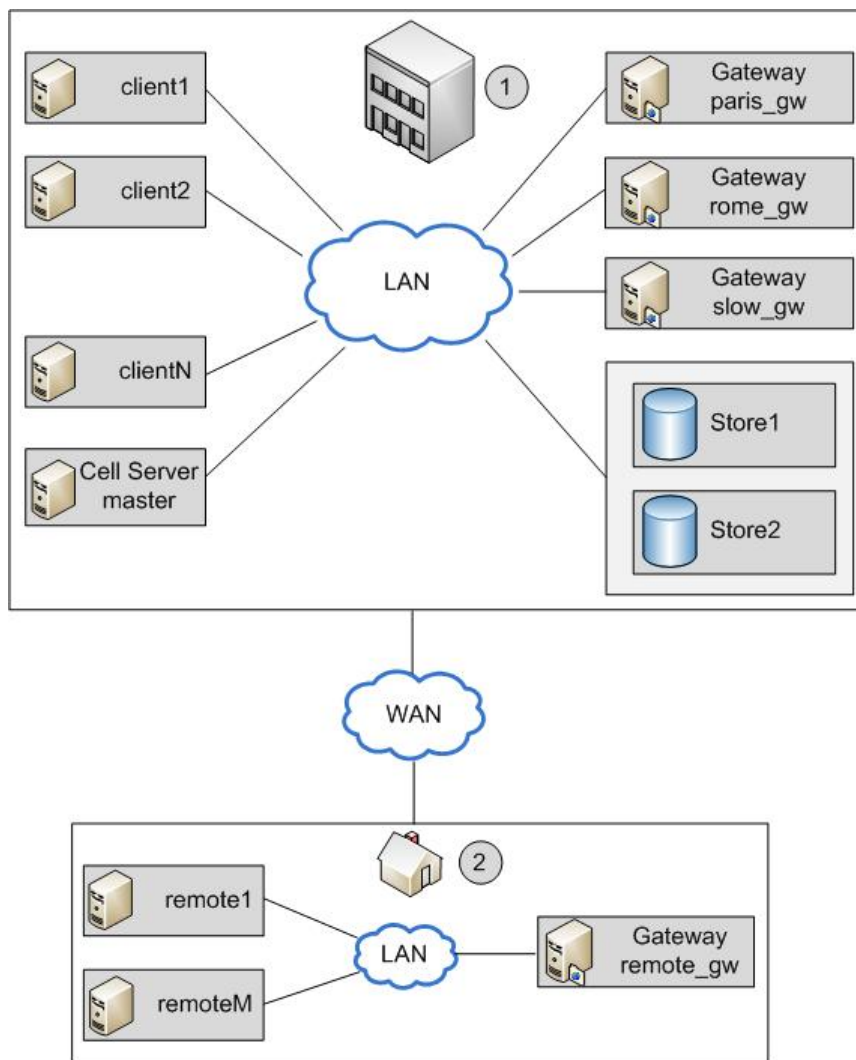 client1
1
Gateway
paris_gw
client2
Gateway
rome_gw
LAN
Gateway
slow_gw
clientN
Store1
Cell Server
master
Store2
WAN
2
remote1
LAN
Gateway
remote_gw
remoteM